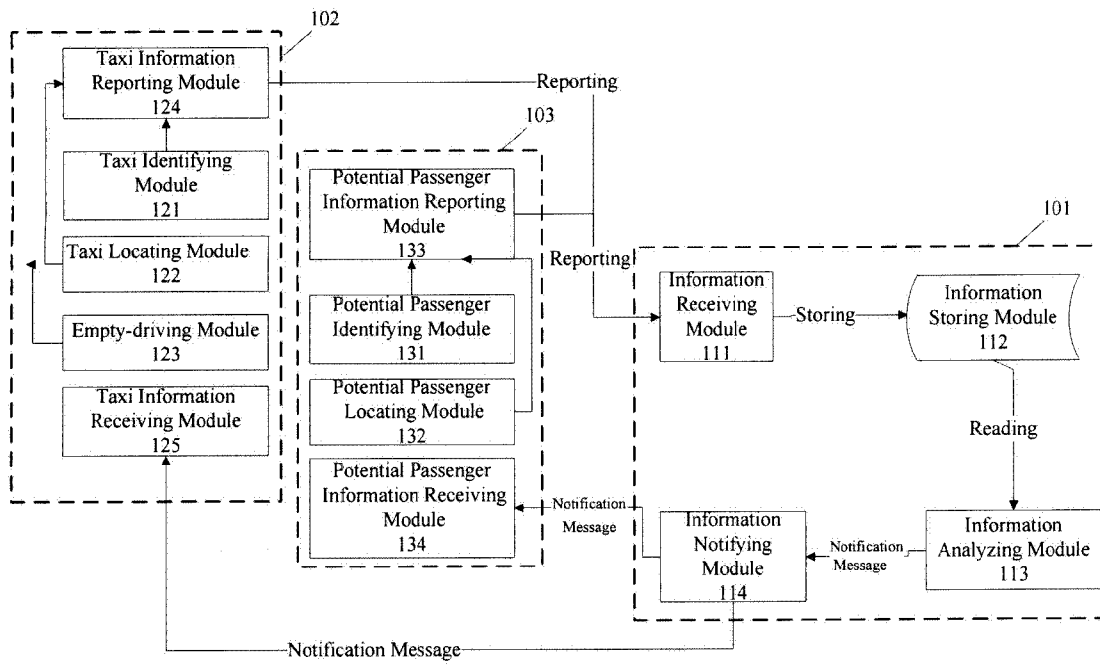 102
Taxi Information
Reporting Module
124
Taxi Identifying
Module
121
Taxi Locating Module
122
Empty-driving Module
123
Taxi Information
Receiving Module
125
Reporting
103
Potential Passenger
Information Reporting
Module
133
Potential Passenger
Identifying Module
131
Potential Passenger
Locating Module
132
Potential Passenger
Information Receiving
Module
134
Reporting
101
Information
Receiving
Module
111
Storing
Information
Storing Module
112
Reading
Information
Analyzing Module
113
Notification
Message
Information
Notifying
Module
114
Notification
Message
Notification Message